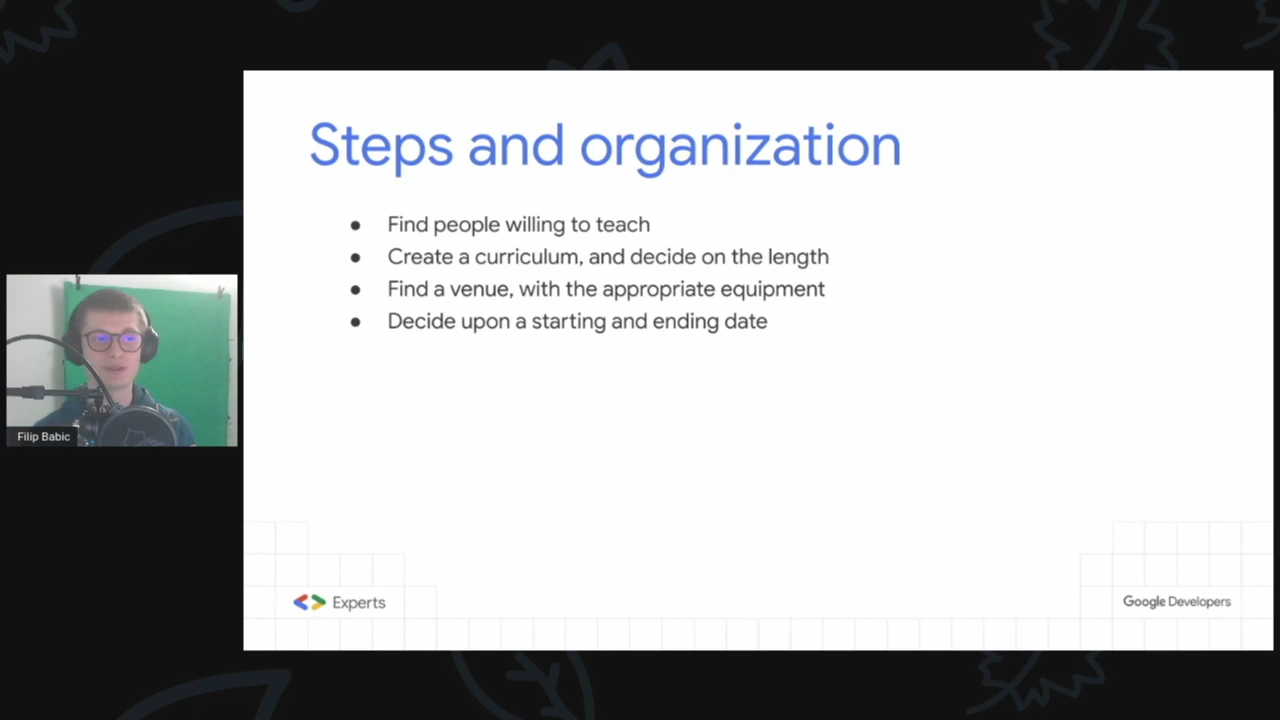 Steps and organization
● Find people willing to teach
● Create a curriculum, and decide on the length
● Find a venue, with the appropriate equipment
● Decide upon a starting and ending date
Filip Babic
<> Experts
Google Developers